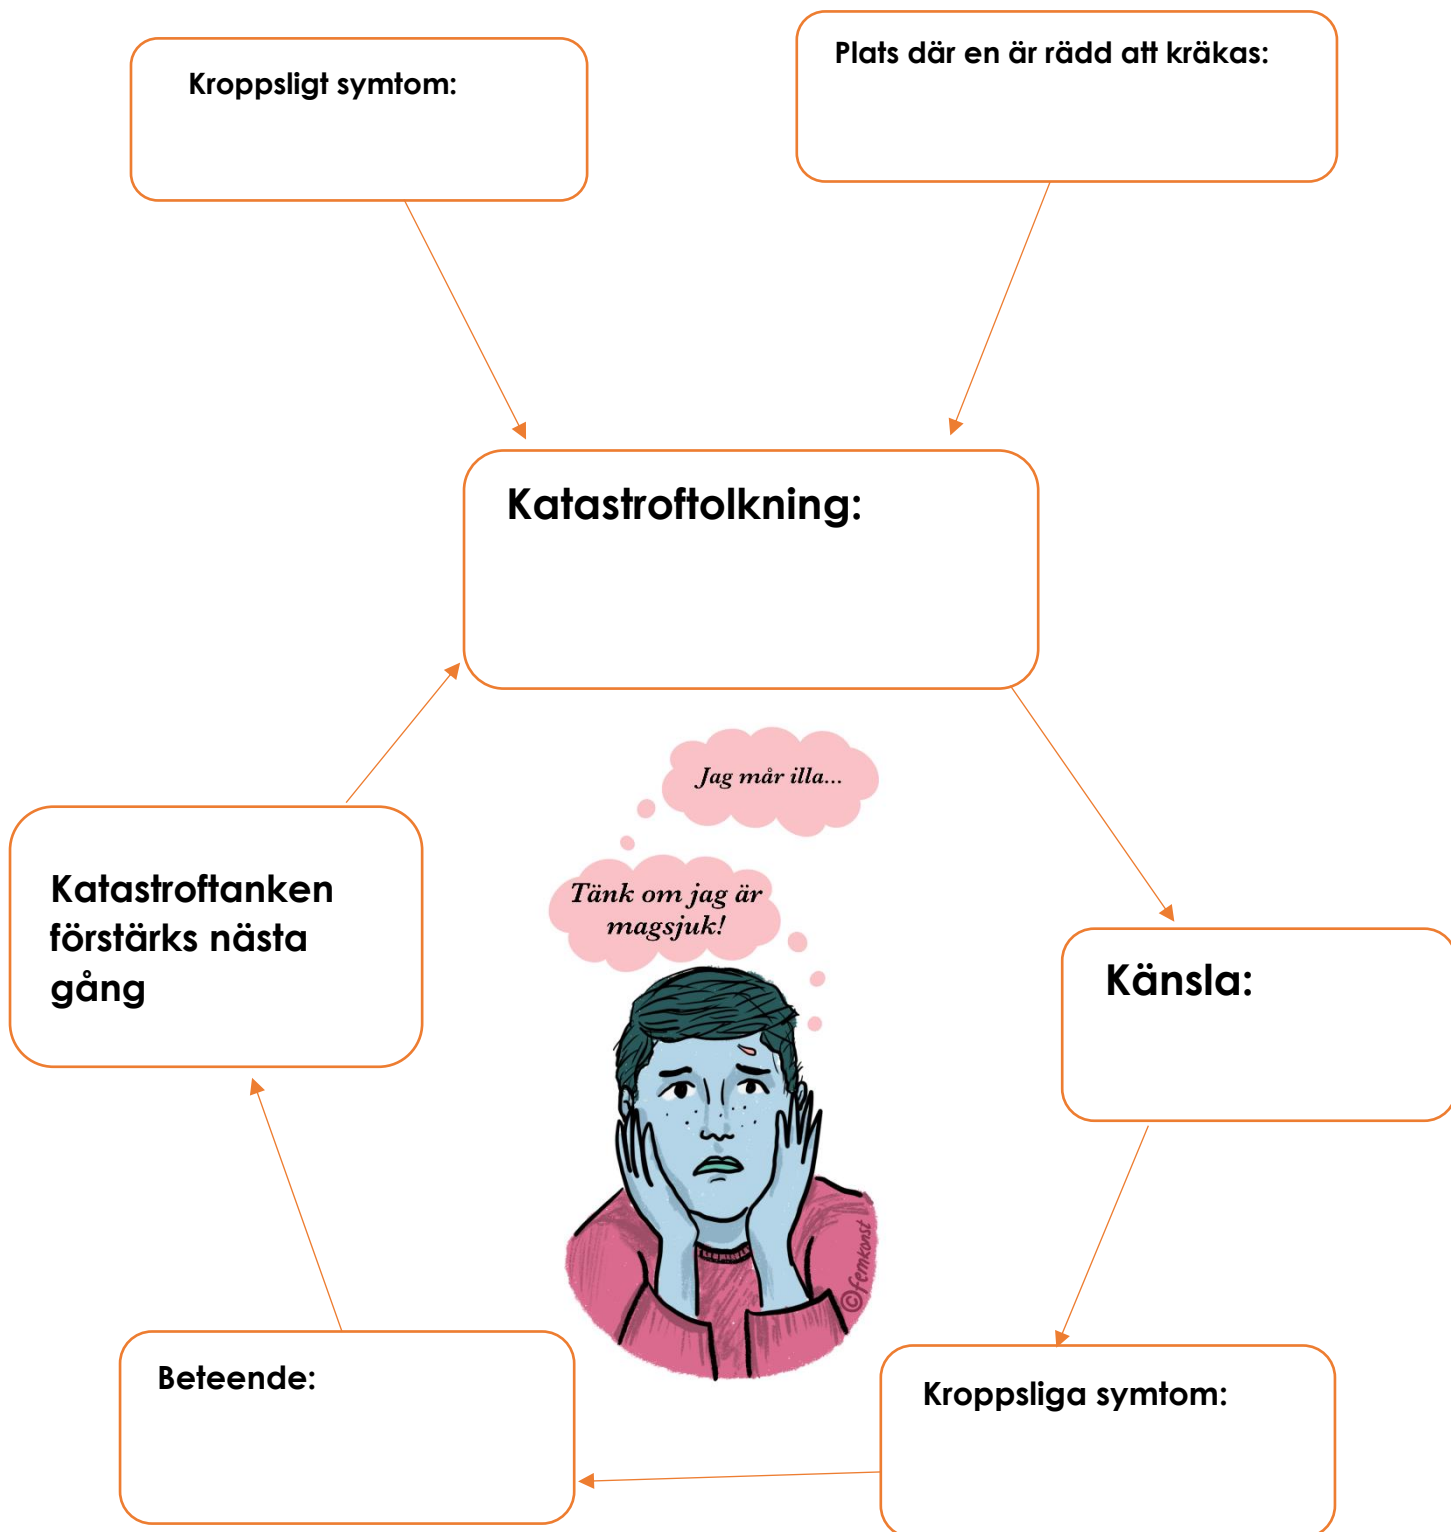 Kroppsligt symtom:
Plats där en är rädd att kräkas:
Katastroftolkning:
Jag mår illa...
Tänk om jag är
magsjuk!
Katastroftanken
förstärks nästa
gång
Känsla:
©femkonst
Beteende:
Kroppsliga symtom: